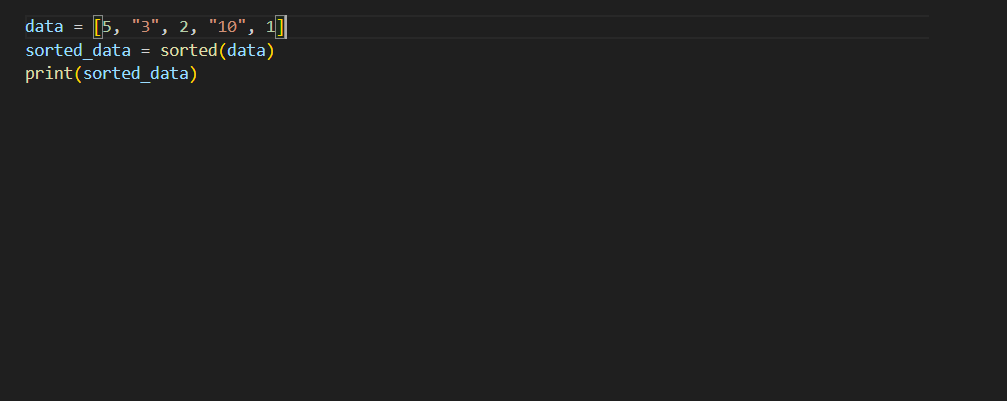 data = [5, "3", 2, "10", 1]
sorted_data = sorted(data)
print(sorted_data)